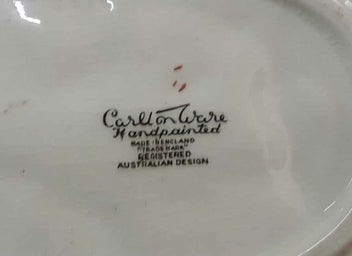 Carlton Ware
Handpainted
MADE IN ENGLAND
"TRADE MARK"
REGISTERED
AUSTRALIAN DESIGN